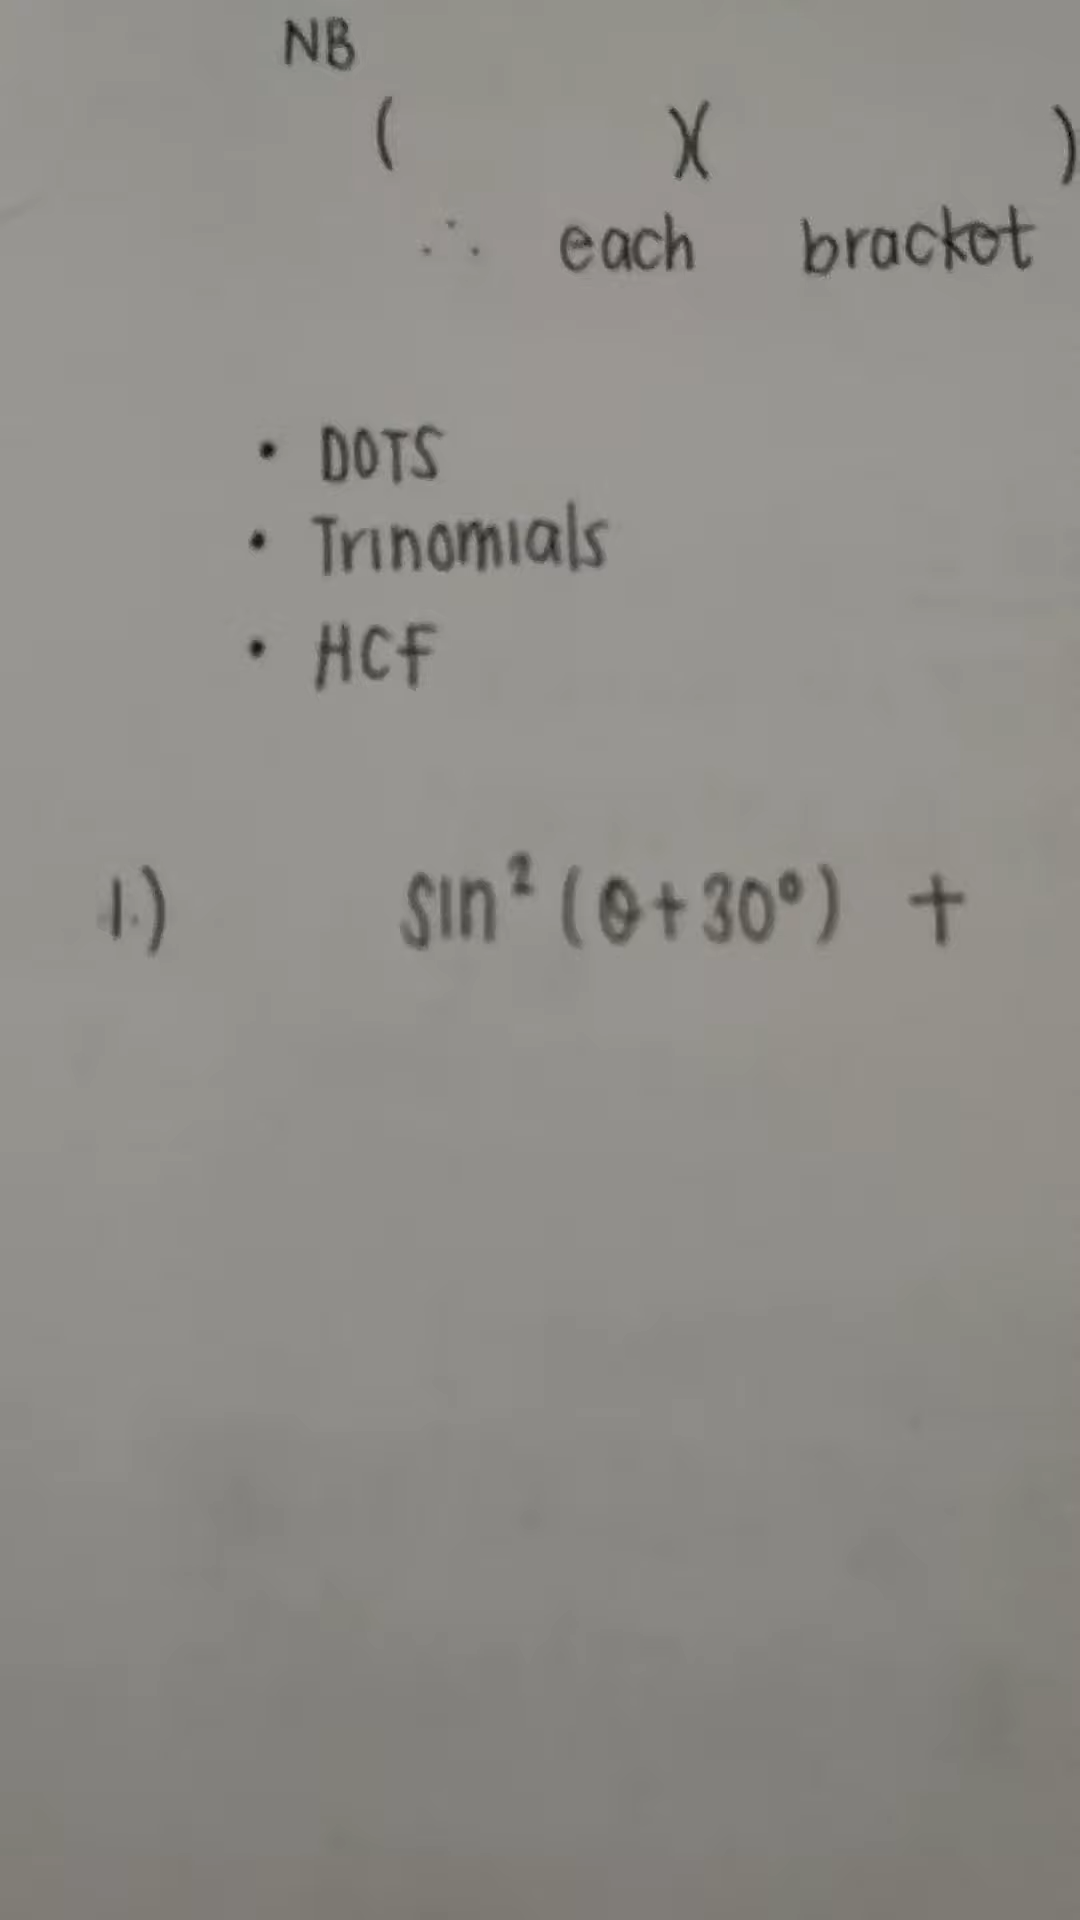 NB
(            )(            )
∴ each bracket
• DOTS
• Trinomials
• HCF
1.) sin² (θ+30°) +